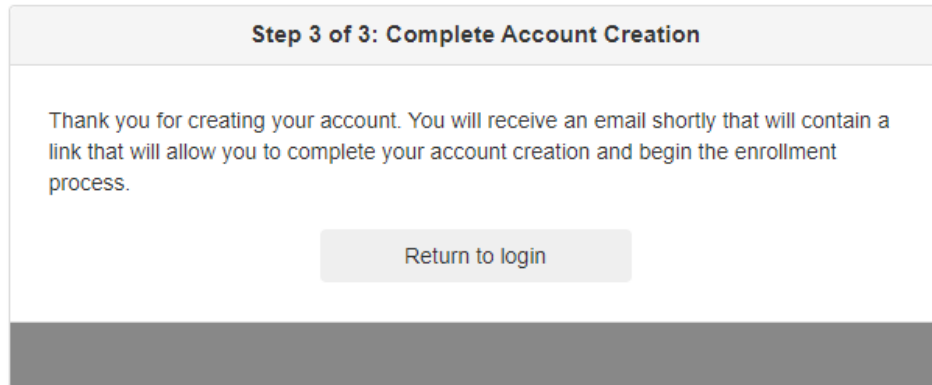 Step 3 of 3: Complete Account Creation
Thank you for creating your account. You will receive an email shortly that will contain a
link that will allow you to complete your account creation and begin the enrollment
process.
Return to login